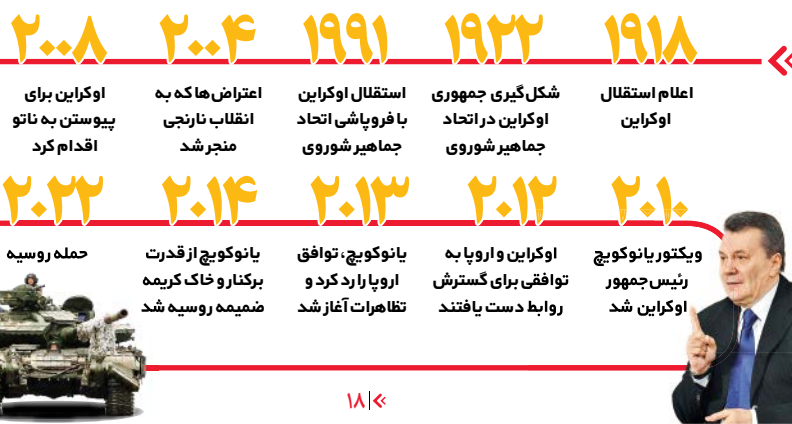 ۱۹۱۸
اعلام استقلال
اوکراین
۱۹۲۲
شکل‌گیری جمهوری
اوکراین در اتحاد
جماهیر شوروی
۱۹۹۱
استقلال اوکراین
با فروپاشی اتحاد
جماهیر شوروی
۲۰۰۴
اعتراض‌ها که به
انقلاب نارنجی
منجر شد
۲۰۰۸
اوکراین برای
پیوستن به ناتو
اقدام کرد
۲۰۱۰
ویکتور یانوکویچ
رئیس‌جمهور
اوکراین شد
۲۰۱۲
اوکراین و اروپا به
توافقی برای گسترش
روابط دست یافتند
۲۰۱۳
یانوکویچ، توافق
اروپا را رد کرد و
تظاهرات آغاز شد
۲۰۱۴
یانوکویچ از قدرت
برکنار و خاک کریمه
ضمیمه روسیه شد
۲۰۲۲
حمله روسیه
۱۸